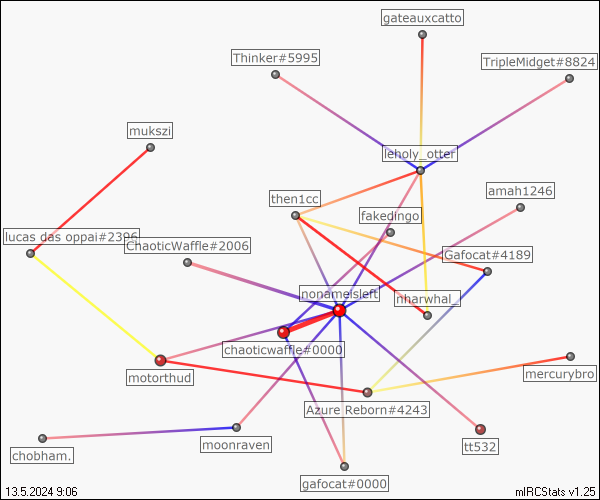 gateauxcatto
Thinker#5995
TripleMidget#8824
mukszi
leholy_otter
amah1246
then1cc
fakedingo
lucas das oppai#2396
ChaoticWaffle#2006
Gafocat#4189
nonameisleft
nharwhal_
chaoticwaffle#0000
motorthud
mercurybro
Azure Reborn#4243
chobham.
moonraven
tt532
gafocat#0000
13.5.2024 9:06
mIRCStats v1.25